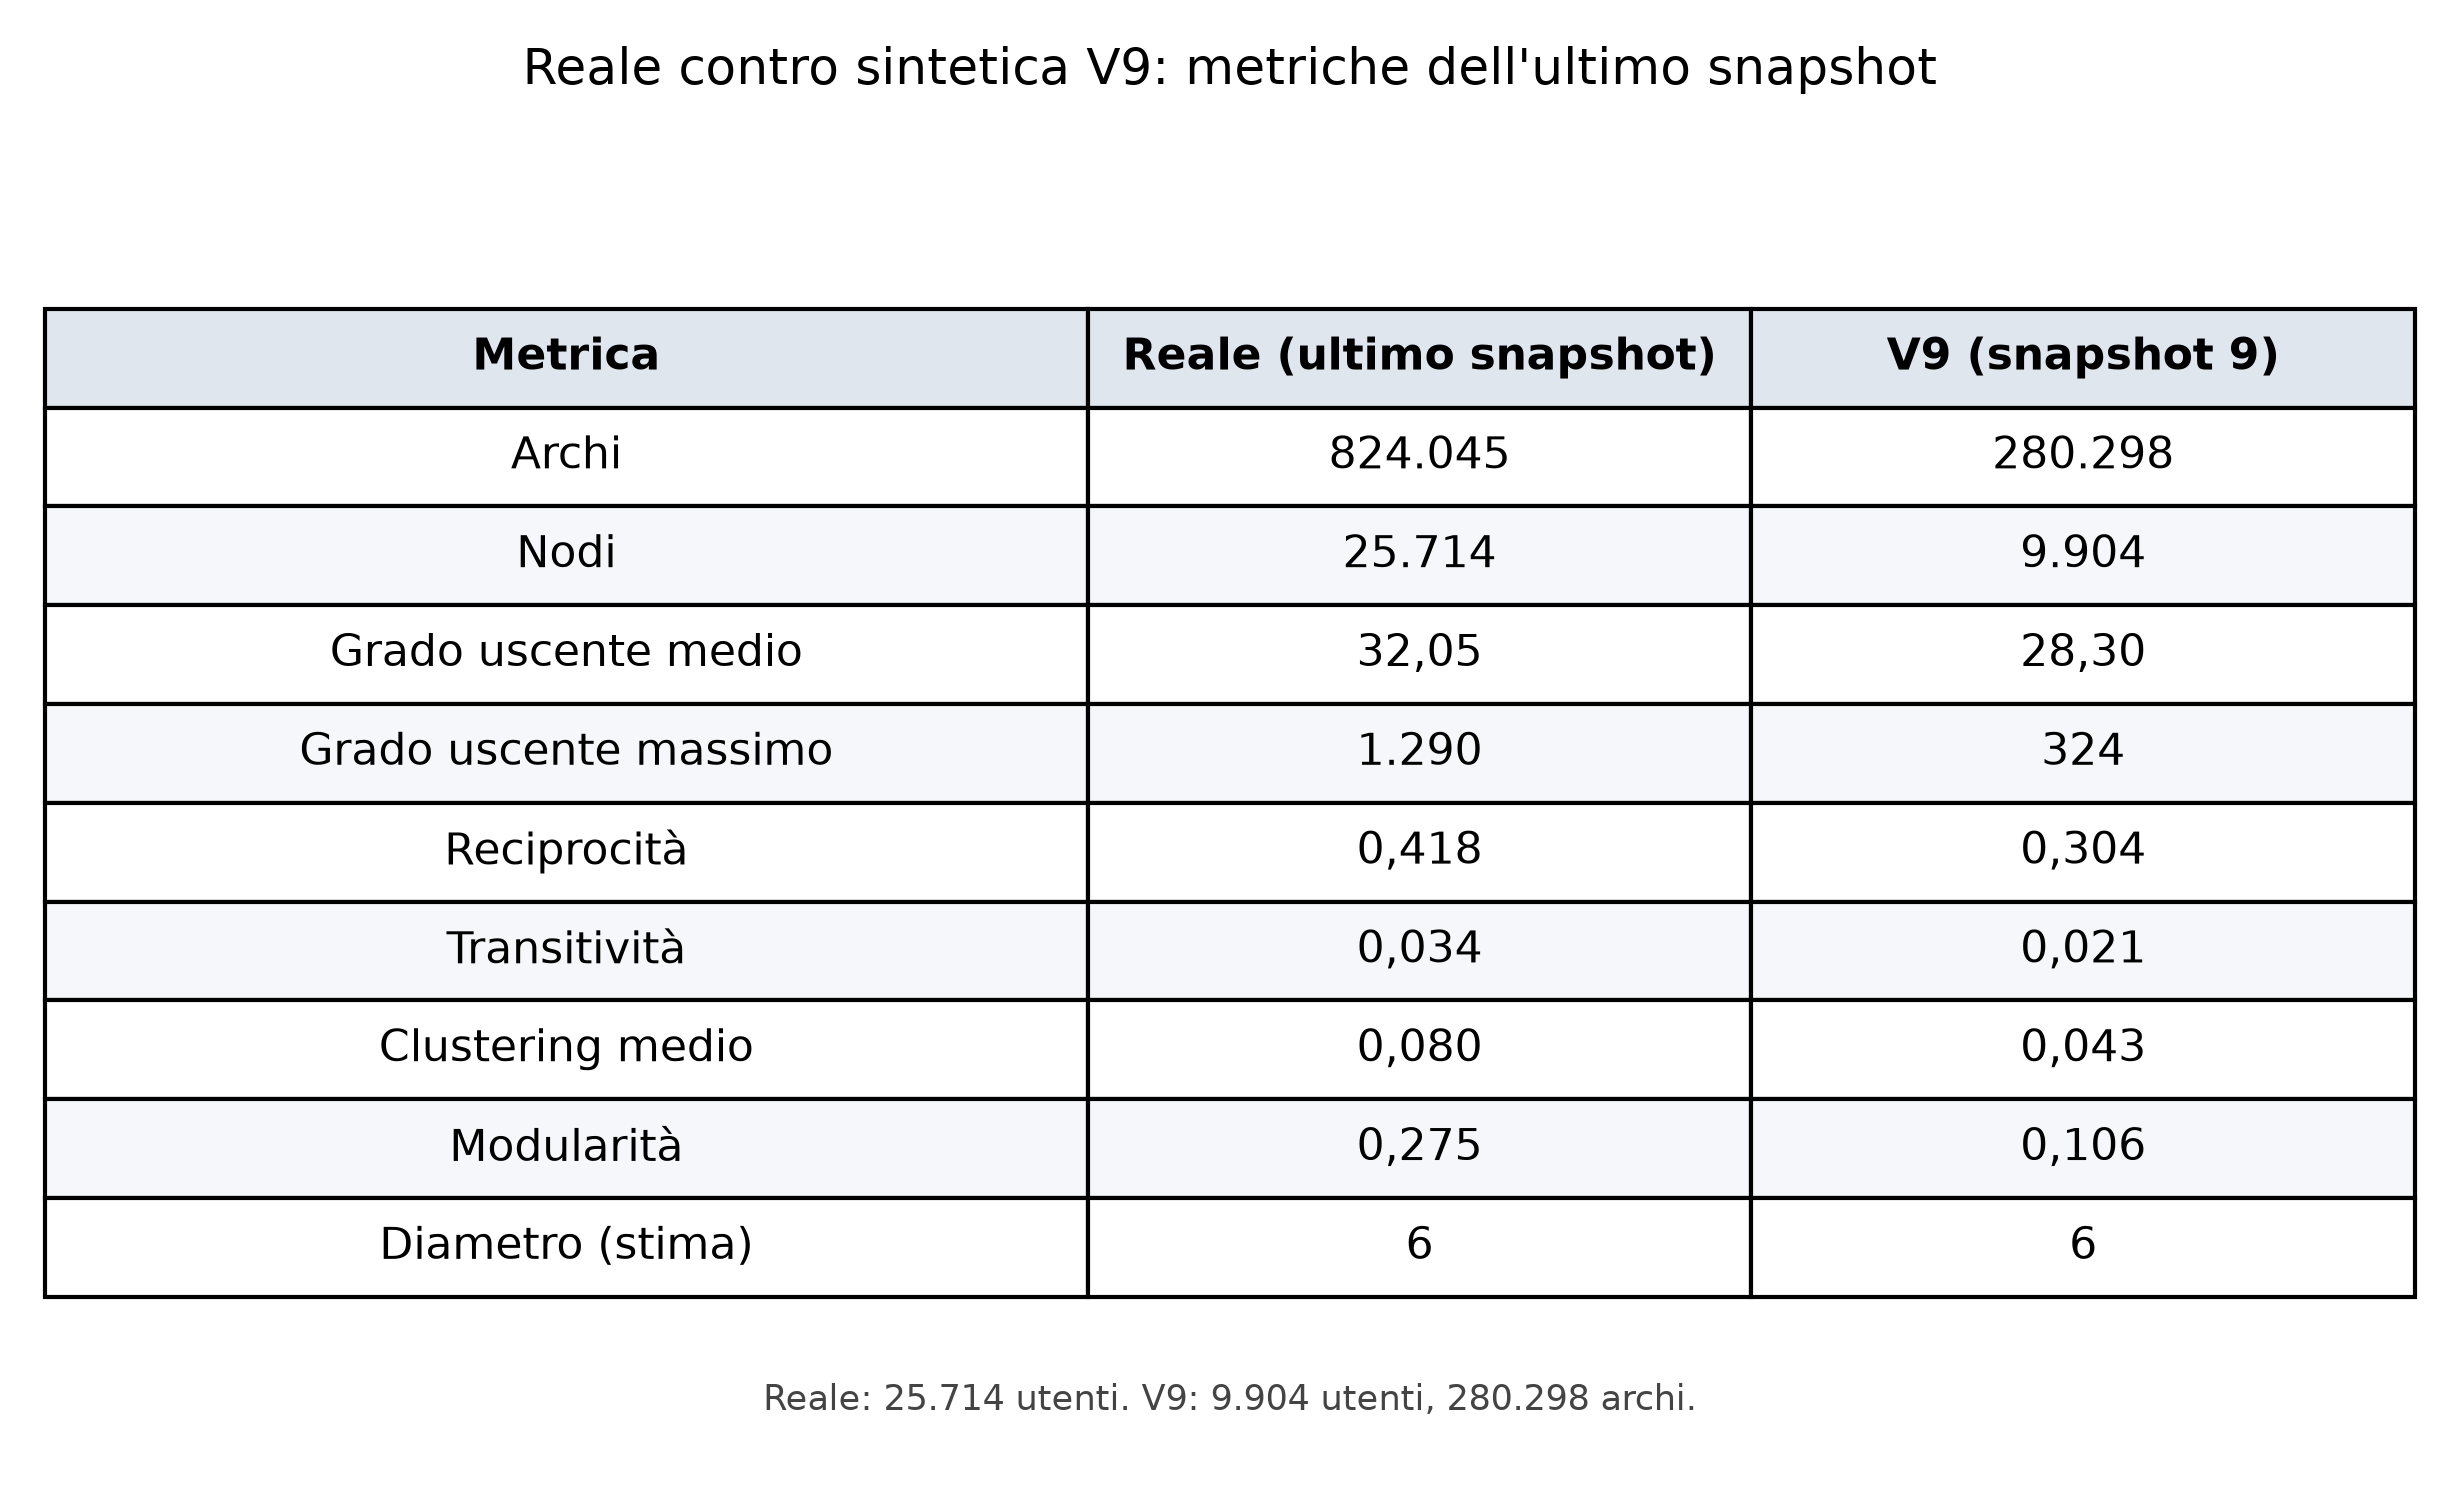 Reale contro sintetica V9: metriche dell'ultimo snapshot
Metrica Reale (ultimo snapshot) V9 (snapshot 9)
Archi 824.045 280.298
Nodi 25.714 9.904
Grado uscente medio 32,05 28,30
Grado uscente massimo 1.290 324
Reciprocità 0,418 0,304
Transitività 0,034 0,021
Clustering medio 0,080 0,043
Modularità 0,275 0,106
Diametro (stima) 6 6
Reale: 25.714 utenti. V9: 9.904 utenti, 280.298 archi.